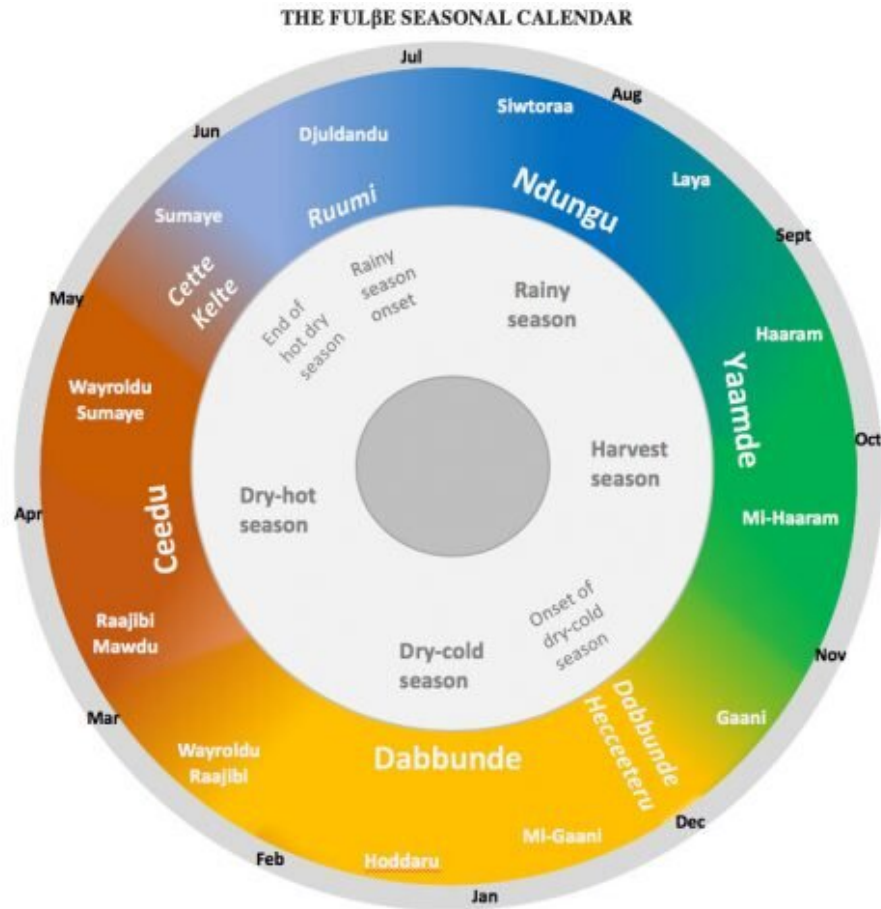 THE FULβE SEASONAL CALENDAR
Jul
Aug
Sept
Oct
Nov
Dec
Jan
Feb
Mar
Apr
May
Jun
Djuldandu
Siwtoraa
Laya
Haaram
Mi-Haaram
Gaani
Mi-Gaani
Hoddaru
Wayroldu
Raajibi
Raajibi
Mawdu
Wayroldu
Sumaye
Sumaye
Ruumi
Ndungu
Yaamde
Dabbunde
Hecceeteru
Dabbunde
Ceedu
Cette
Kelte
Rainy
season
onset
Rainy
season
Harvest
season
Onset of
dry-cold
season
Dry-cold
season
Dry-hot
season
End of
hot dry
season